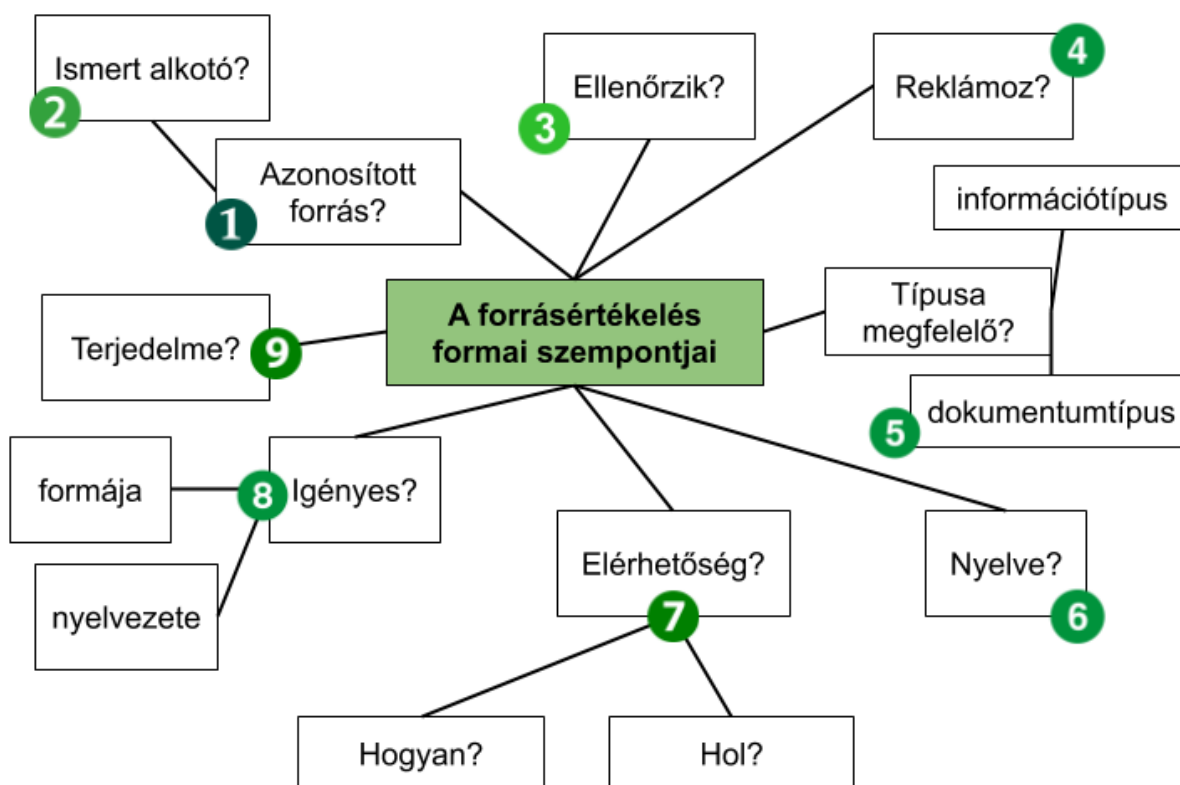 Ismert alkotó?
2
Ellenőrzik?
3
Reklámoz?
4
Azonosított
forrás?
1
információtípus
A forrásértékelés
formai szempontjai
Típusa
megfelelő?
Terjedelme?
9
dokumentumtípus
5
formája
8
Igényes?
nyelvezete
Elérhetőség?
7
Nyelve?
6
Hogyan?
Hol?